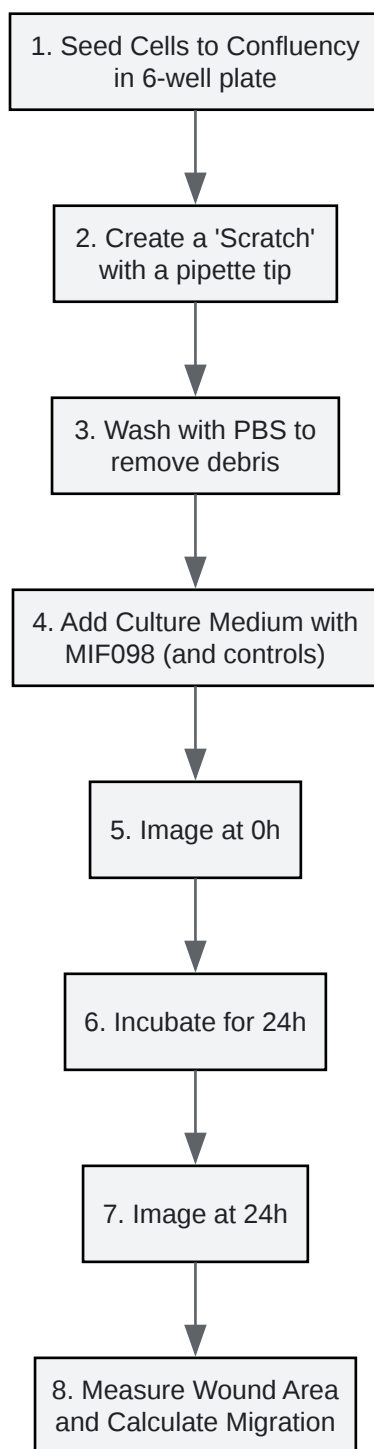 1. Seed Cells to Confluency
in 6-well plate
2. Create a 'Scratch'
with a pipette tip
3. Wash with PBS to
remove debris
4. Add Culture Medium with
MIF098 (and controls)
5. Image at 0h
6. Incubate for 24h
7. Image at 24h
8. Measure Wound Area
and Calculate Migration